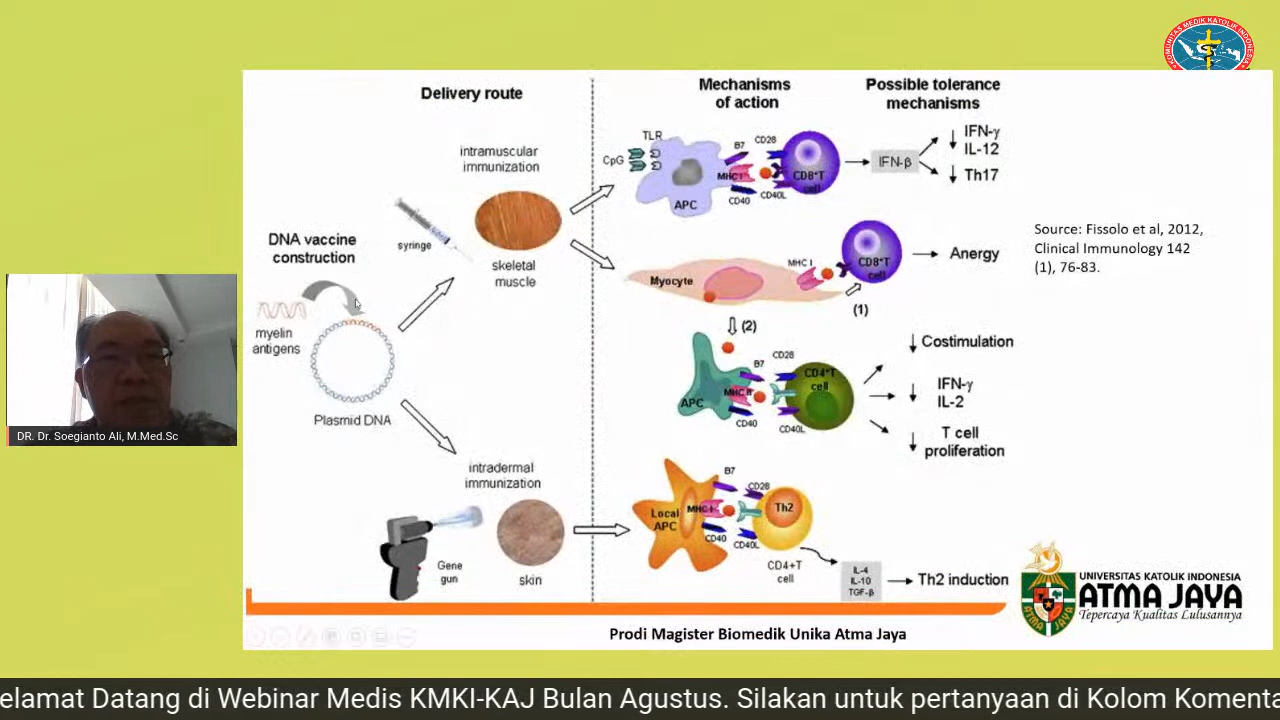 KOMUNITAS MEDIK KATOLIK INDONESIA
Delivery route
Mechanisms
of action
Possible tolerance
mechanisms
intramuscular
immunization
syringe
skeletal
muscle
DNA vaccine
construction
myelin
antigens
Plasmid DNA
intradermal
immunization
Gene
gun
skin
TLR
CpG
B7
CD28
MHC I
CD8+T
cell
APC
CD40
CD40L
IFN-β
IFN-γ
IL-12
Th17
Myocyte
MHC I
CD8+T
cell
Anergy
(1)
(2)
B7
CD28
CD4+T
cell
MHC II
APC
CD40
CD40L
Costimulation
IFN-γ
IL-2
T cell
proliferation
B7
CD28
Local
APC
Th2
CD40
CD40L
CD4+T
cell
IL-4
IL-10
TGF-β
Th2 induction
Source: Fissolo et al, 2012,
Clinical Immunology 142
(1), 76-83.
DR. Dr. Soegianto Ali, M.Med.Sc
UNIVERSITAS KATOLIK INDONESIA
ATMA JAYA
Tepercaya Kualitas Lulusannya
Prodi Magister Biomedik Unika Atma Jaya
elamat Datang di Webinar Medis KMKI-KAJ Bulan Agustus. Silakan untuk pertanyaan di Kolom Komenta